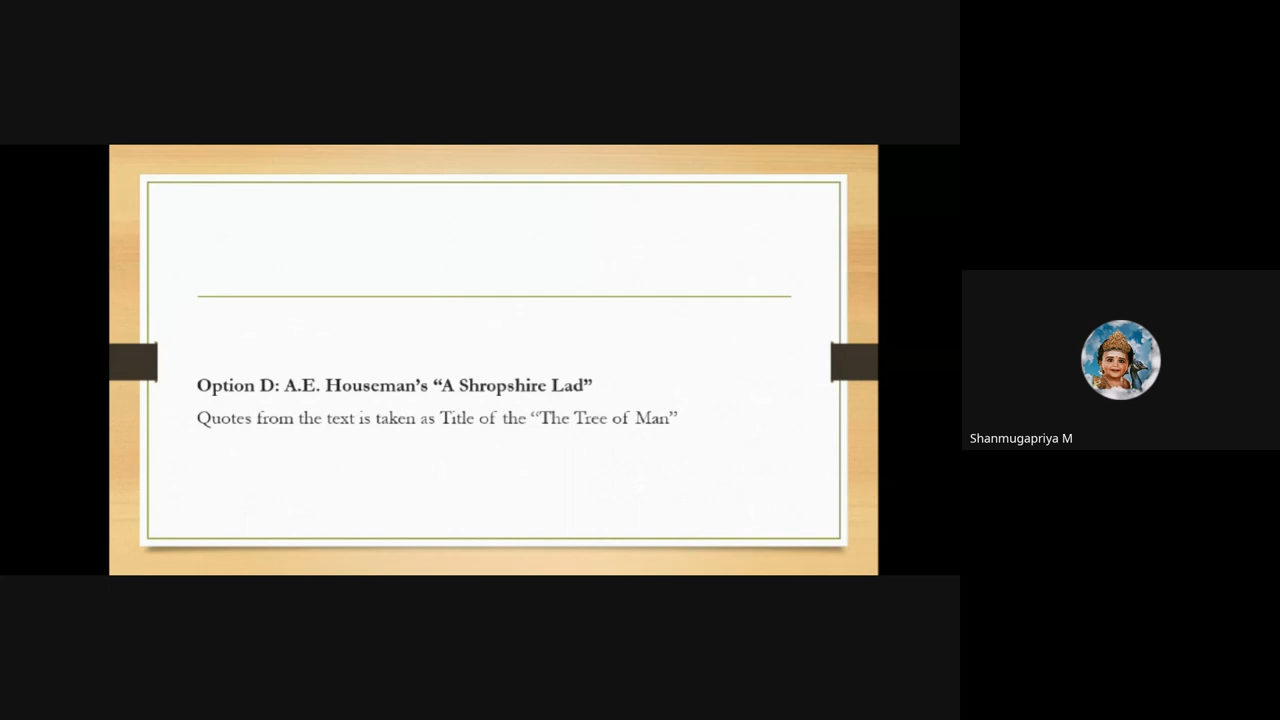 Option D: A.E. Houseman’s “A Shropshire Lad”
Quotes from the text is taken as Title of the “The Tree of Man”
Shanmugapriya M